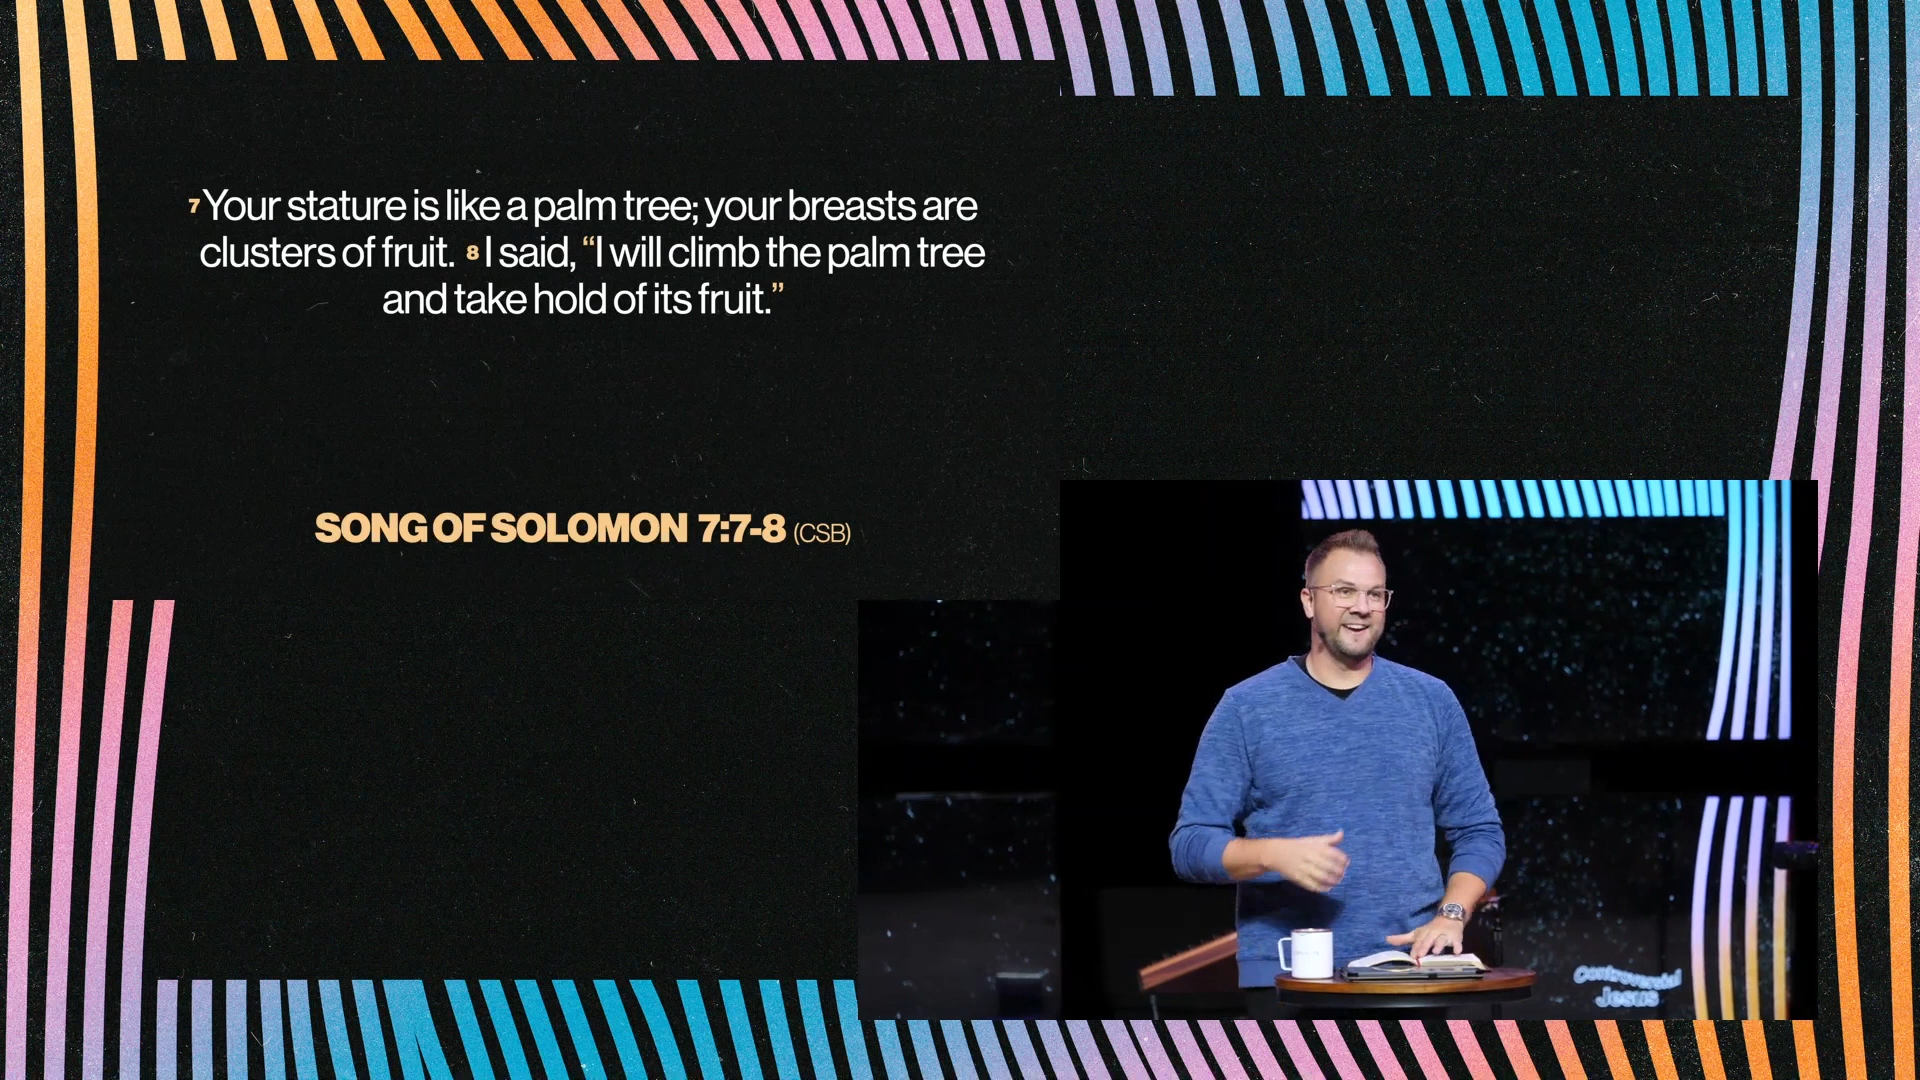 7 Your stature is like a palm tree; your breasts are
clusters of fruit. 8 I said, “I will climb the palm tree
and take hold of its fruit.”
SONG OF SOLOMON 7:7-8 (CSB)
Controversial
Jesus